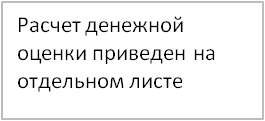 Расчет денежной
оценки приведен на
отдельном листе